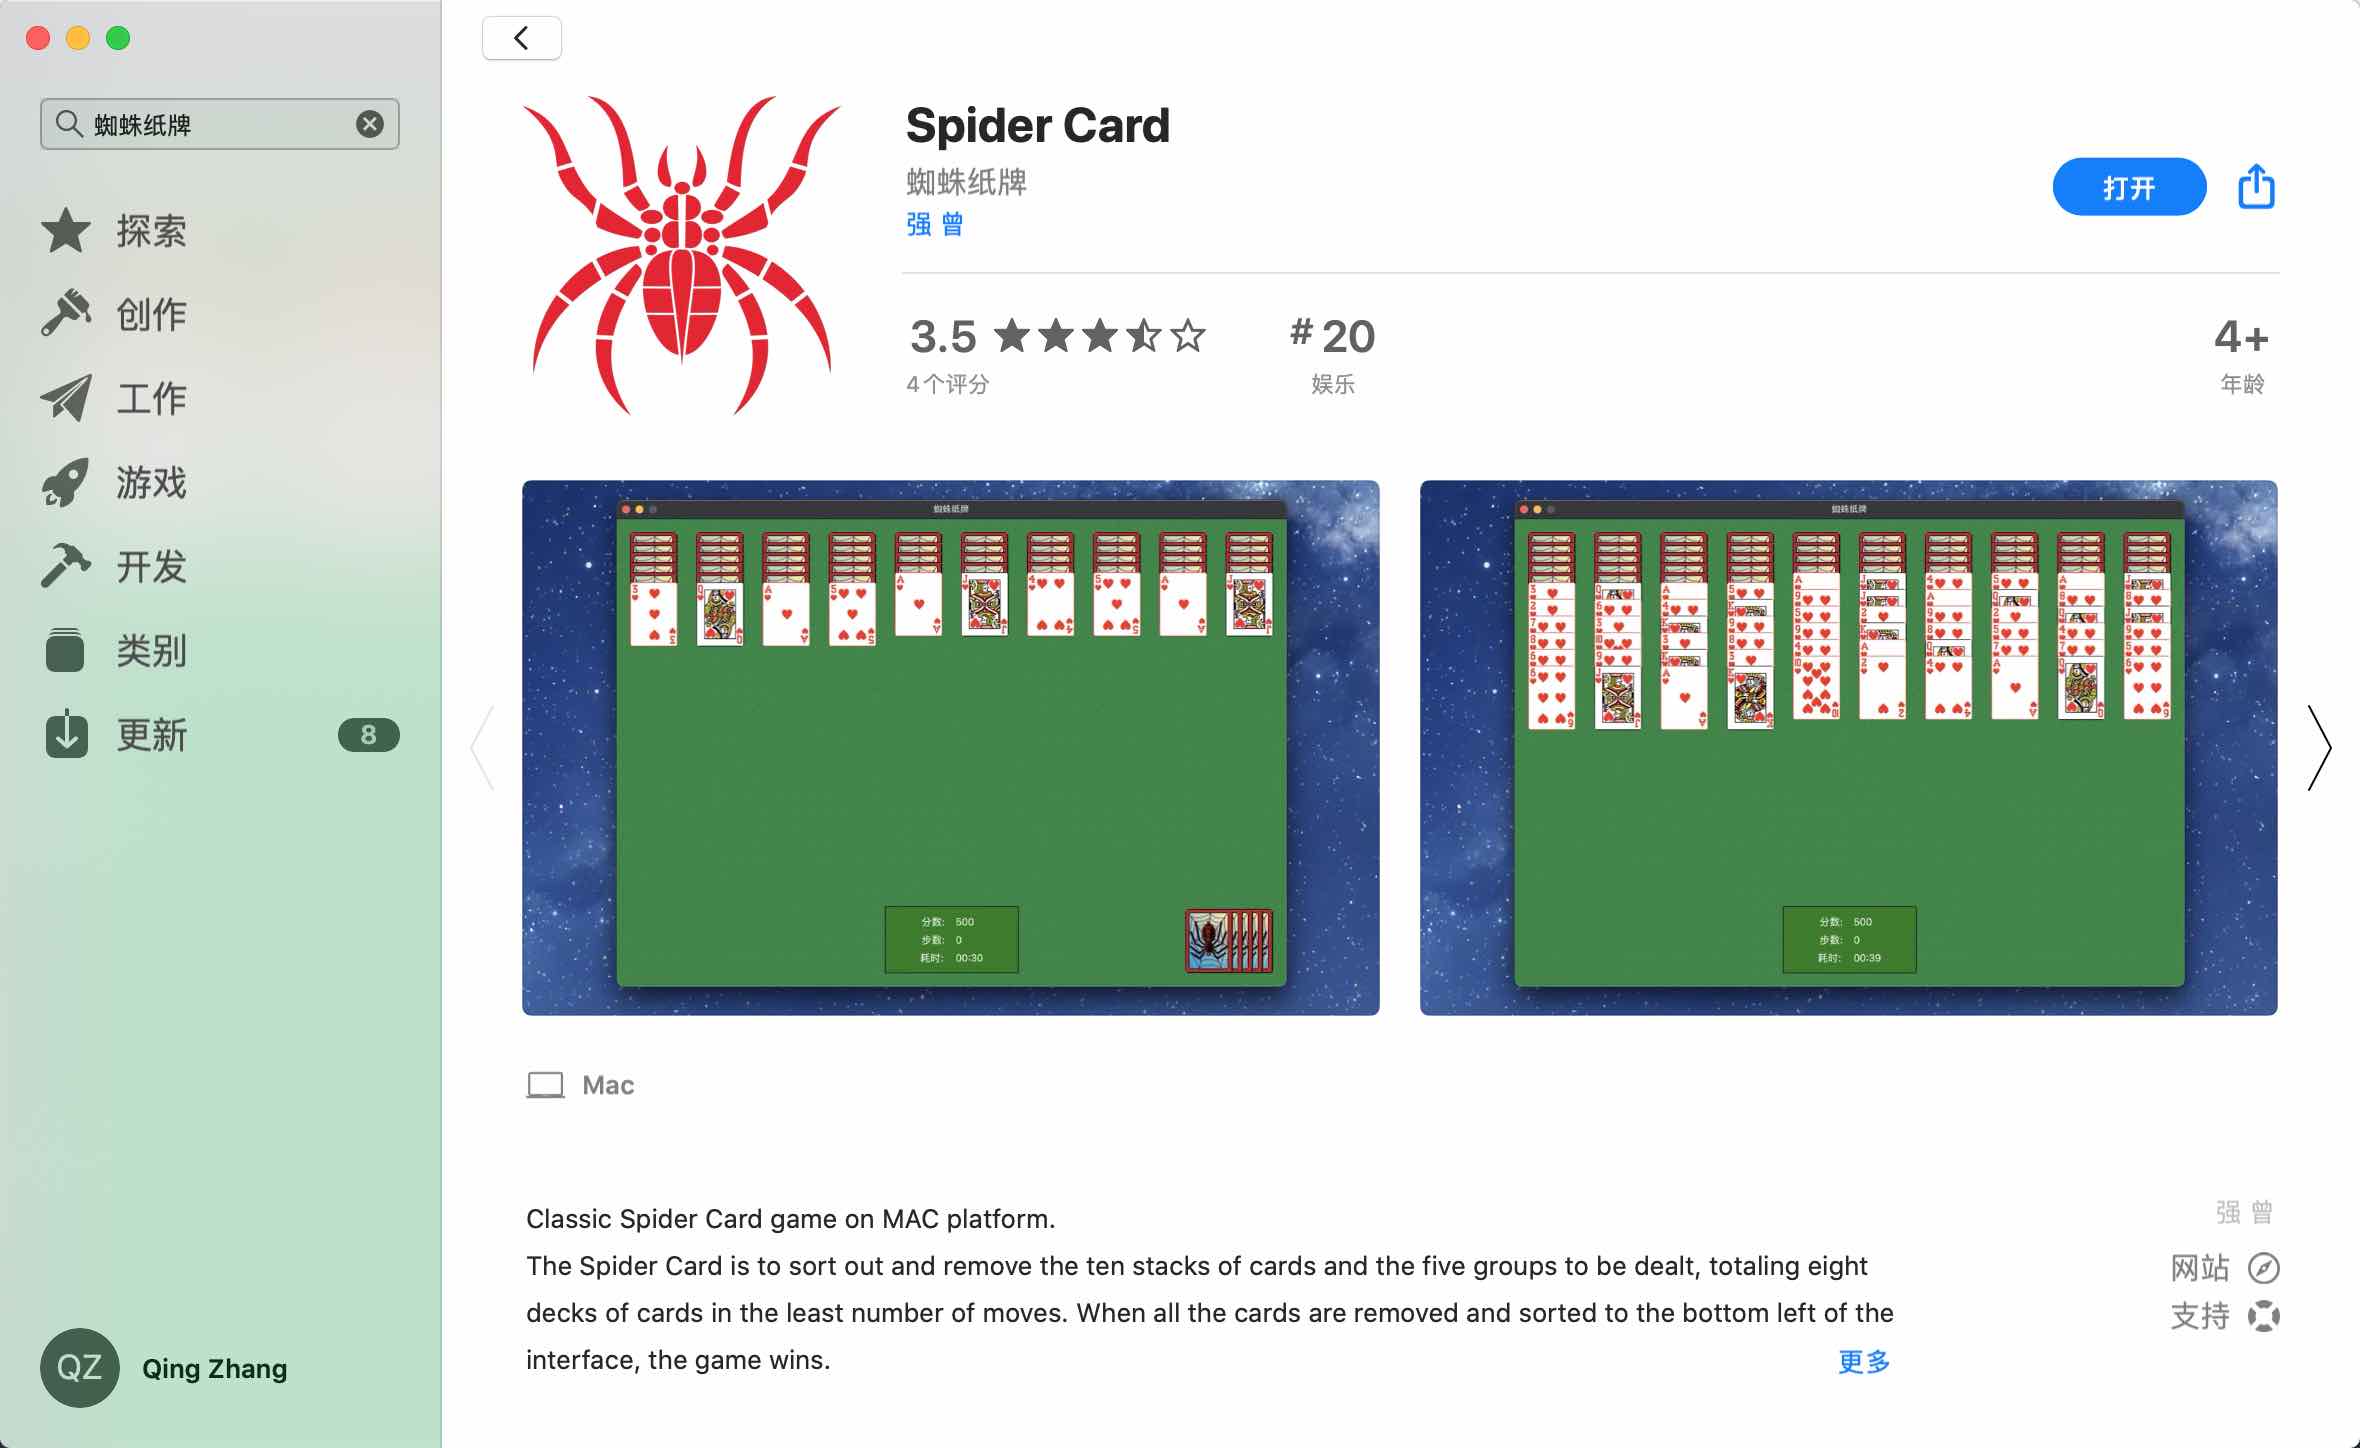 蜘蛛纸牌
探索
创作
工作
游戏
开发
类别
更新
8
QZ
Qing Zhang
Spider Card
蜘蛛纸牌
强 曾
打开
3.5
4个评分
#20
娱乐
4+
年龄
蜘蛛纸牌
分数: 500
步数: 0
耗时: 00:30
蜘蛛纸牌
分数: 500
步数: 0
耗时: 00:39
Mac
Classic Spider Card game on MAC platform.
The Spider Card is to sort out and remove the ten stacks of cards and the five groups to be dealt, totaling eight
decks of cards in the least number of moves. When all the cards are removed and sorted to the bottom left of the
interface, the game wins.
更多
强 曾
网站
支持